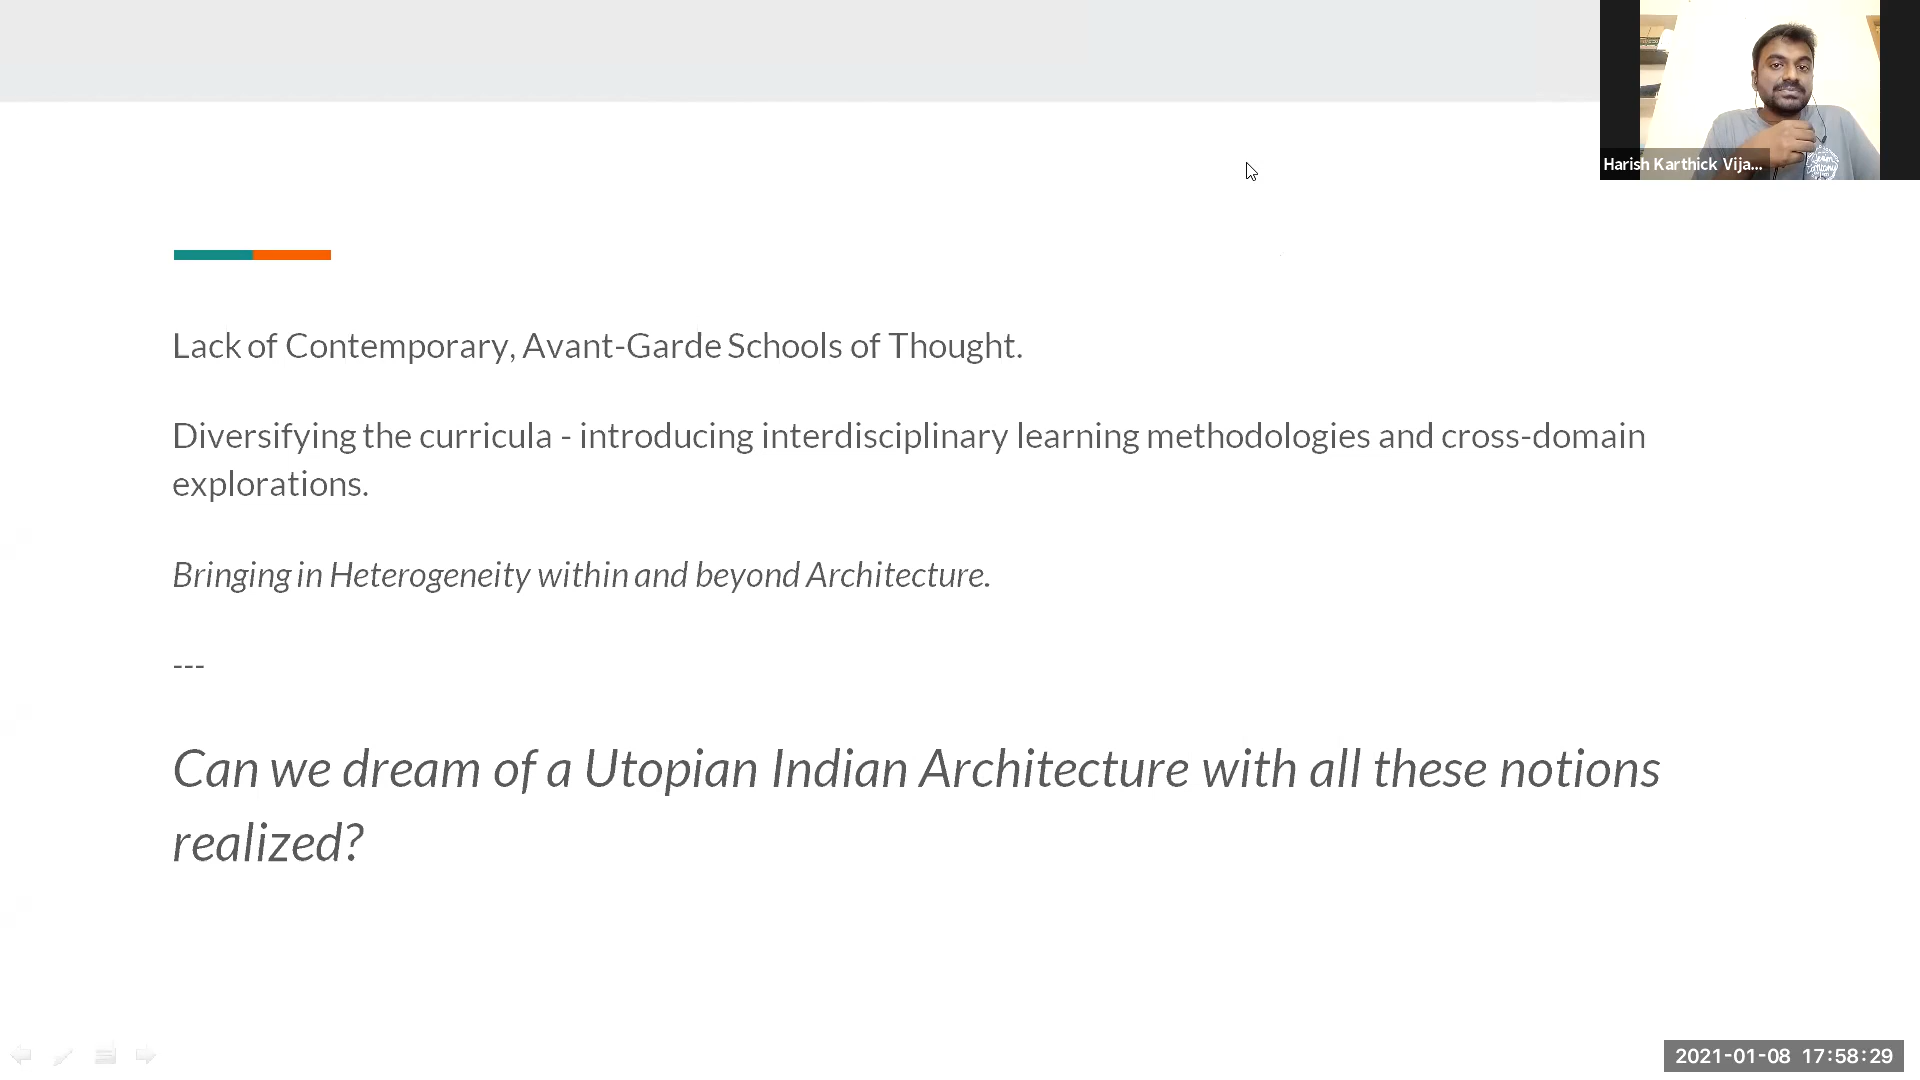 Harish Karthick Vija...
Lack of Contemporary, Avant-Garde Schools of Thought.
Diversifying the curricula - introducing interdisciplinary learning methodologies and cross-domain
explorations.
Bringing in Heterogeneity within and beyond Architecture.
---
Can we dream of a Utopian Indian Architecture with all these notions
realized?
2021-01-08 17:58:29